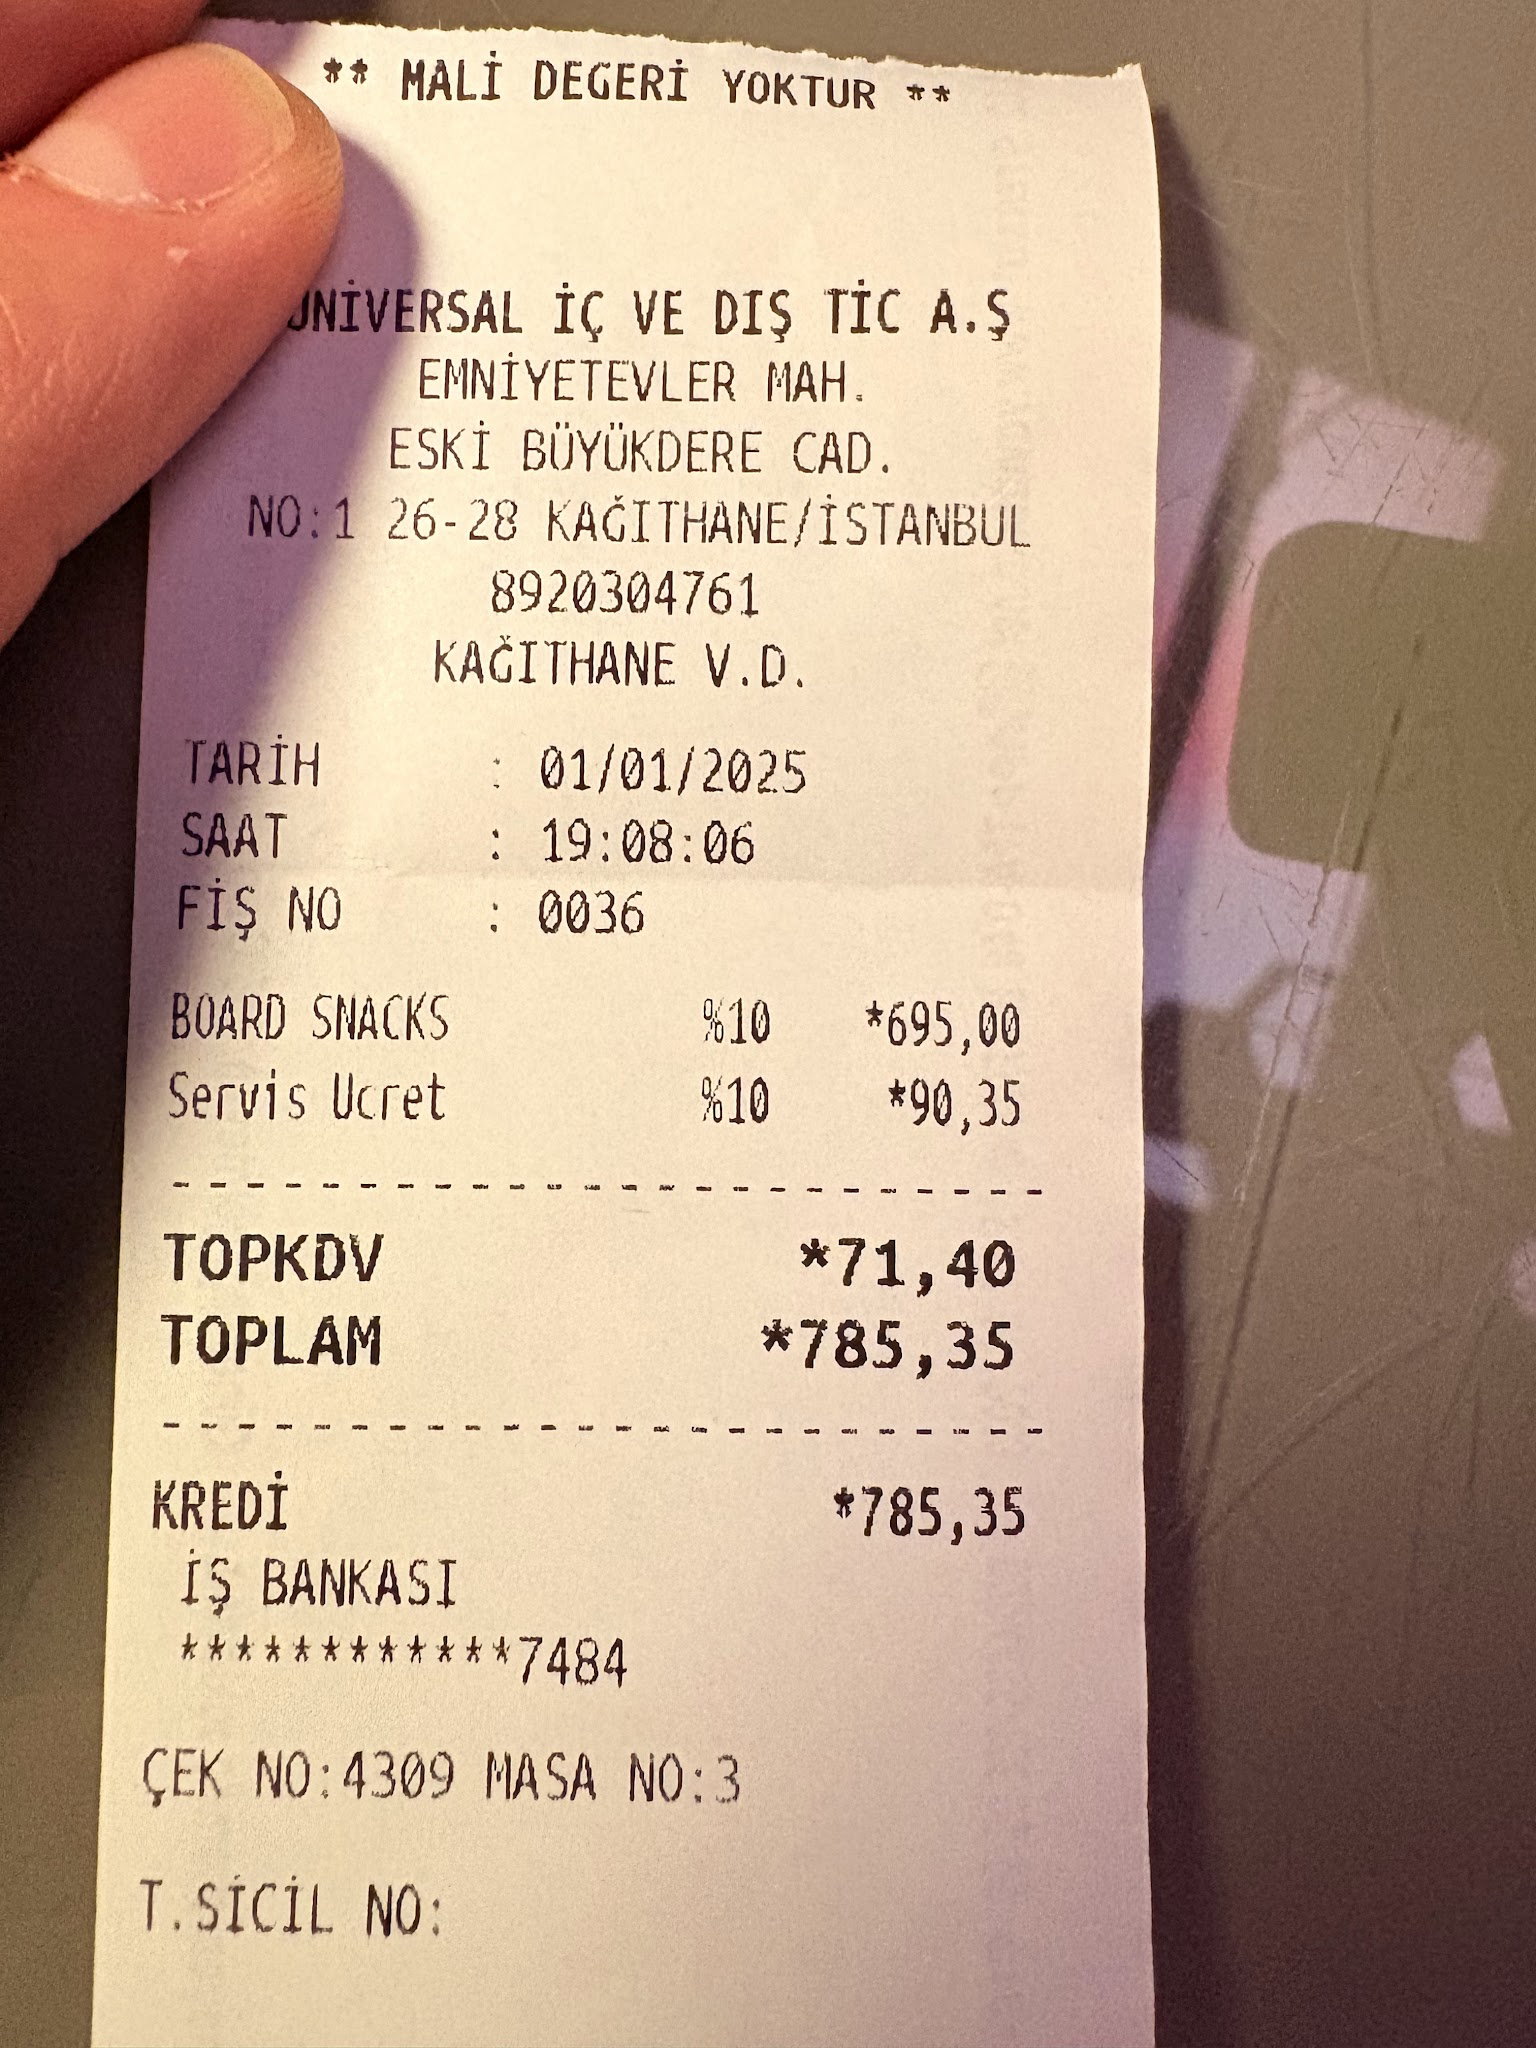 ** MALİ DEĞERİ YOKTUR **
ÜNİVERSAL İÇ VE DIŞ TİC A.Ş
EMNİYETEVLER MAH.
ESKİ BÜYÜKDERE CAD.
NO:1 26-28 KAĞITHANE/İSTANBUL
8920304761
KAĞITHANE V.D.
TARİH : 01/01/2025
SAAT : 19:08:06
FİŞ NO : 0036
BOARD SNACKS %10 *695,00
Servis Ucret %10 *90,35
TOPKDV *71,40
TOPLAM *785,35
KREDİ *785,35
İŞ BANKASI
************7484
ÇEK NO:4309 MASA NO:3
T.SİCİL NO: